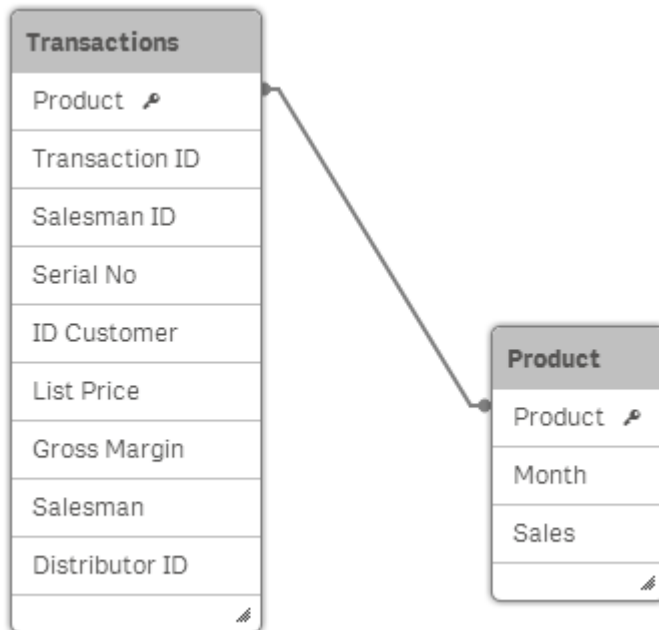 Transactions
Product
Transaction ID
Salesman ID
Serial No
ID Customer
List Price
Gross Margin
Salesman
Distributor ID
Product
Product
Month
Sales